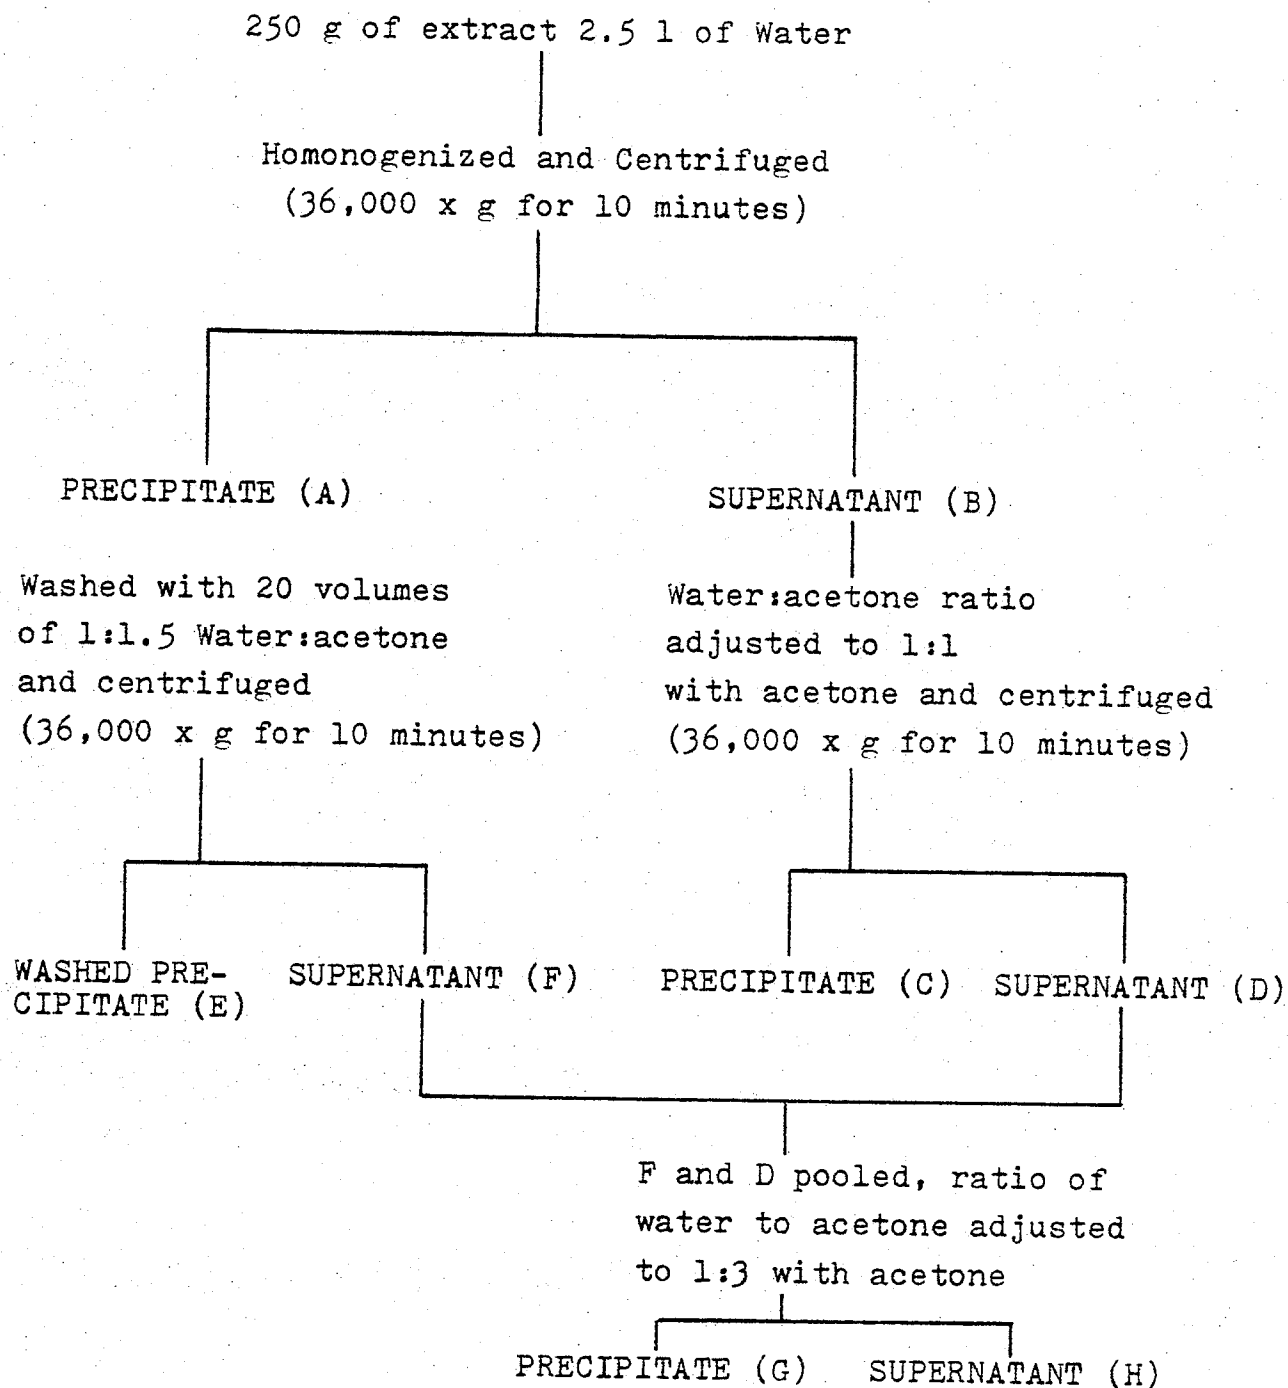 250 g of extract 2.5 l of Water
Homonogenized and Centrifuged
(36,000 x g for 10 minutes)
PRECIPITATE (A)
SUPERNATANT (B)
Washed with 20 volumes
of 1:1.5 Water:acetone
and centrifuged
(36,000 x g for 10 minutes)
Water:acetone ratio
adjusted to 1:1
with acetone and centrifuged
(36,000 x g for 10 minutes)
WASHED PRE-
CIPITATE (E)
SUPERNATANT (F)
PRECIPITATE (C)
SUPERNATANT (D)
F and D pooled, ratio of
water to acetone adjusted
to 1:3 with acetone
PRECIPITATE (G)
SUPERNATANT (H)